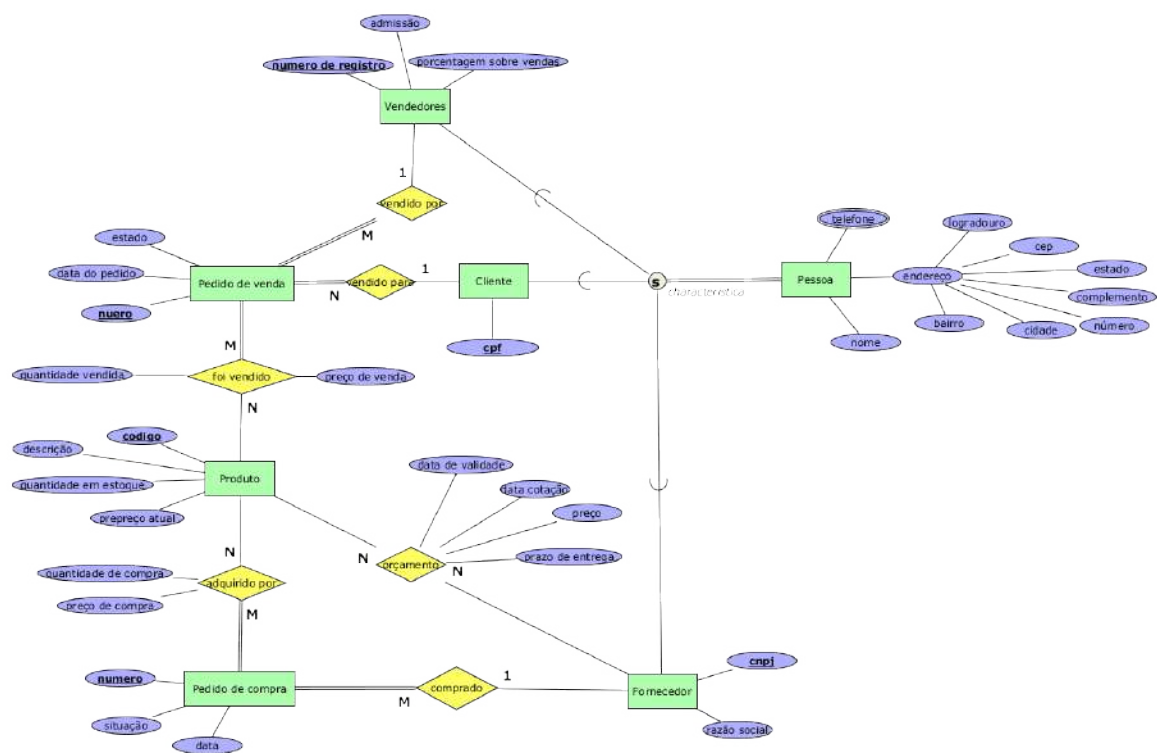 admissão
numero de registro
porcentagem sobre vendas
Vendedores
1
vendido por
M
estado
data do pedido
Pedido de venda
nuero
N
vendido para
1
Cliente
cpf
s
characteristica
telefone
Pessoa
nome
logradouro
cep
endereço
estado
complemento
número
bairro
cidade
M
quantidade vendida
foi vendido
preço de venda
N
codigo
descrição
Produto
quantidade em estoque
prepreço atual
data de validade
data cotação
preço
prazo de entrega
N
orçamento
N
N
quantidade de compra
adquirido por
preço de compra
M
numero
Pedido de compra
situação
data
M
comprado
1
Fornecedor
cnpj
razão social